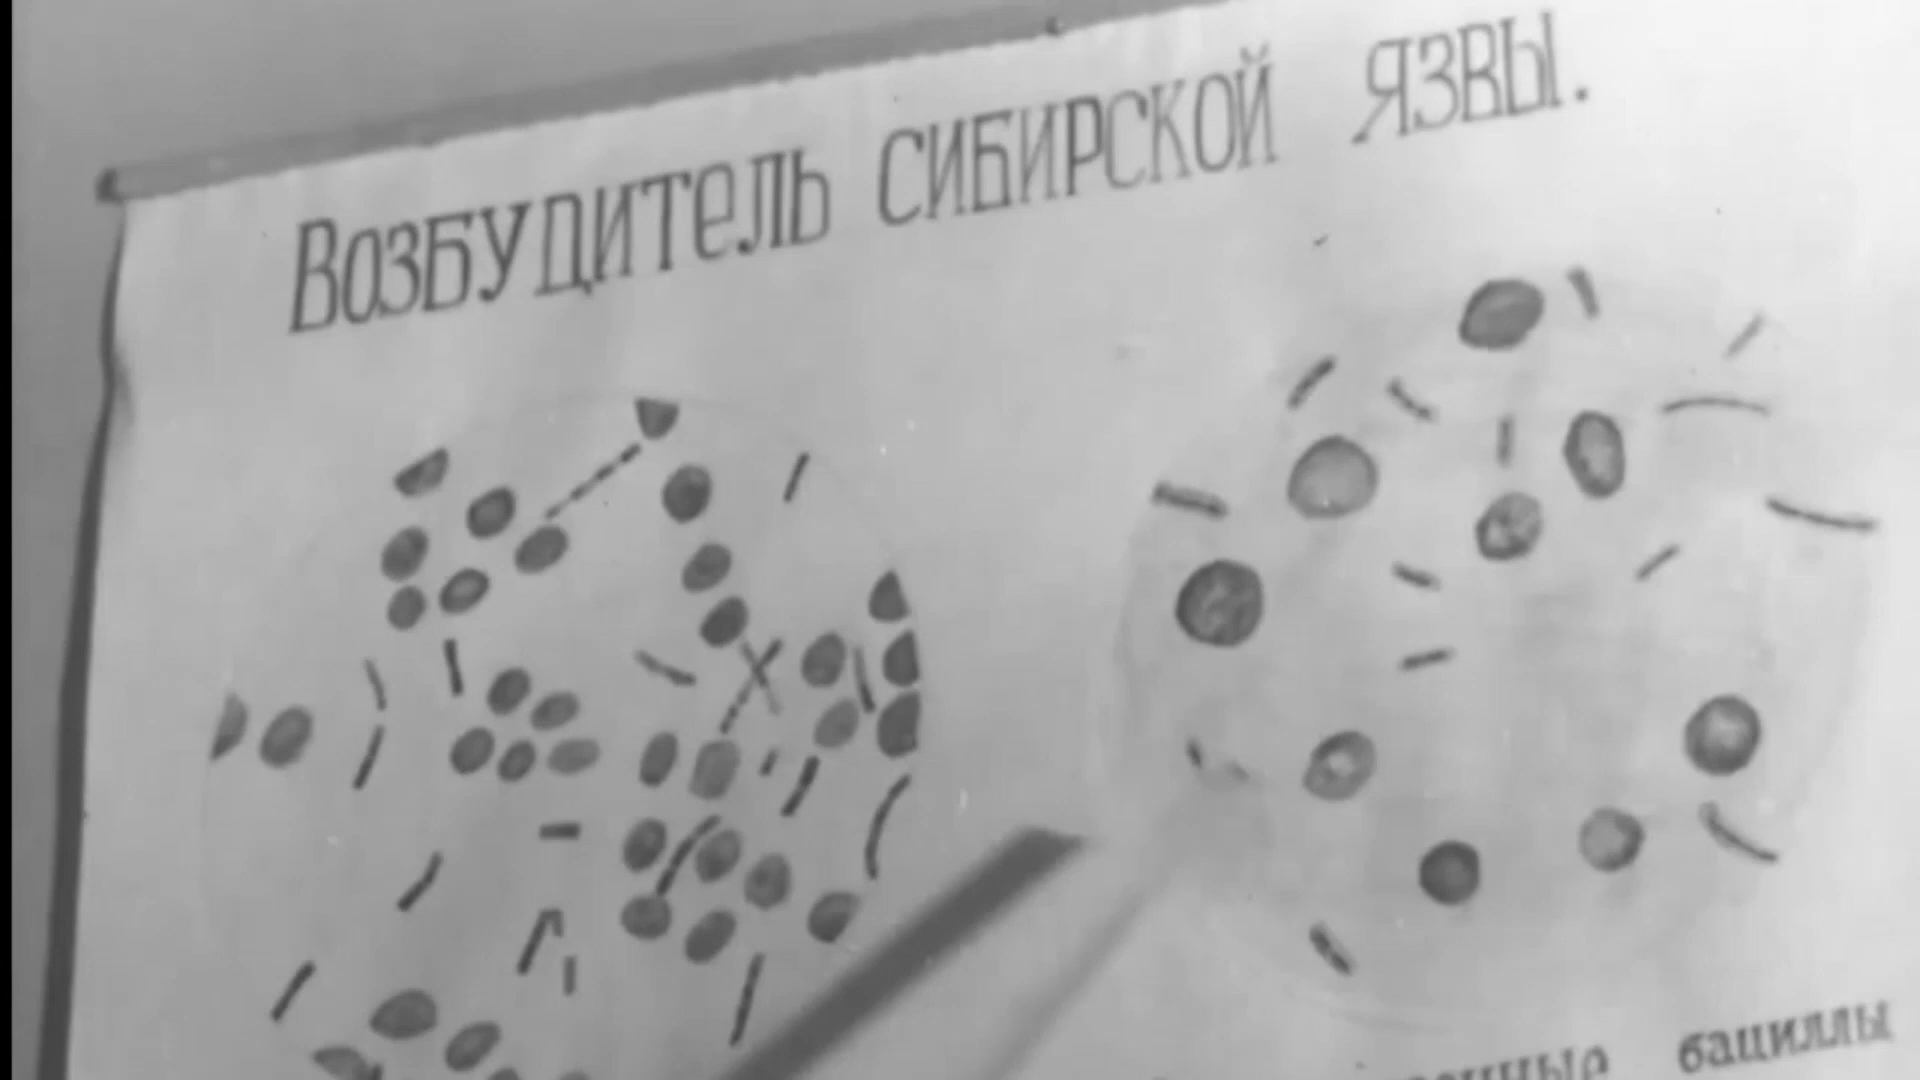 Возбудитель сибирской язвы.
бациллы